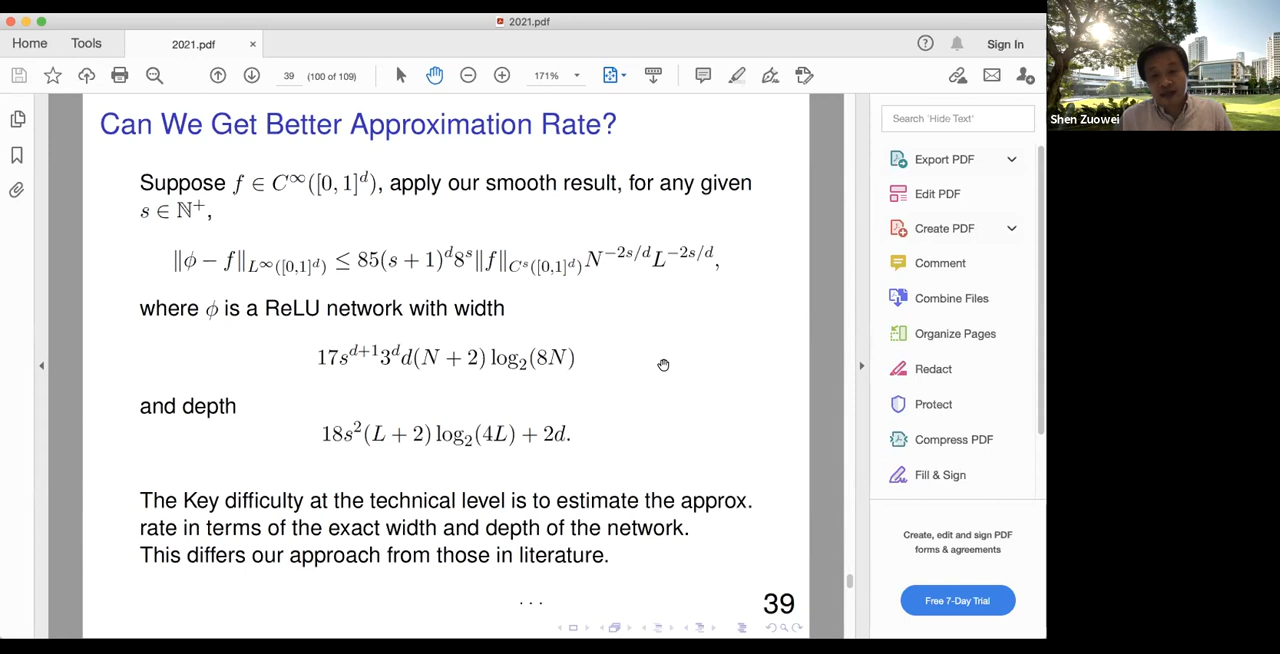 2021.pdf
Home Tools 2021.pdf × Sign In
39 (100 of 109) 171%
Can We Get Better Approximation Rate?
Suppose f ∈ C^∞([0, 1]^d), apply our smooth result, for any given
s ∈ ℕ^+,
‖ϕ − f‖_{L^∞([0,1]^d)} ≤ 85(s + 1)^d 8^s ‖f‖_{C^s([0,1]^d)} N^{−2s/d} L^{−2s/d},
where ϕ is a ReLU network with width
17s^{d+1}3^d d(N + 2) log_2(8N)
and depth
18s^2(L + 2) log_2(4L) + 2d.
The Key difficulty at the technical level is to estimate the approx.
rate in terms of the exact width and depth of the network.
This differs our approach from those in literature.
. . .
39
Search 'Hide Text'
Export PDF
Edit PDF
Create PDF
Comment
Combine Files
Organize Pages
Redact
Protect
Compress PDF
Fill & Sign
Create, edit and sign PDF
forms & agreements
Free 7-Day Trial
Shen Zuowei